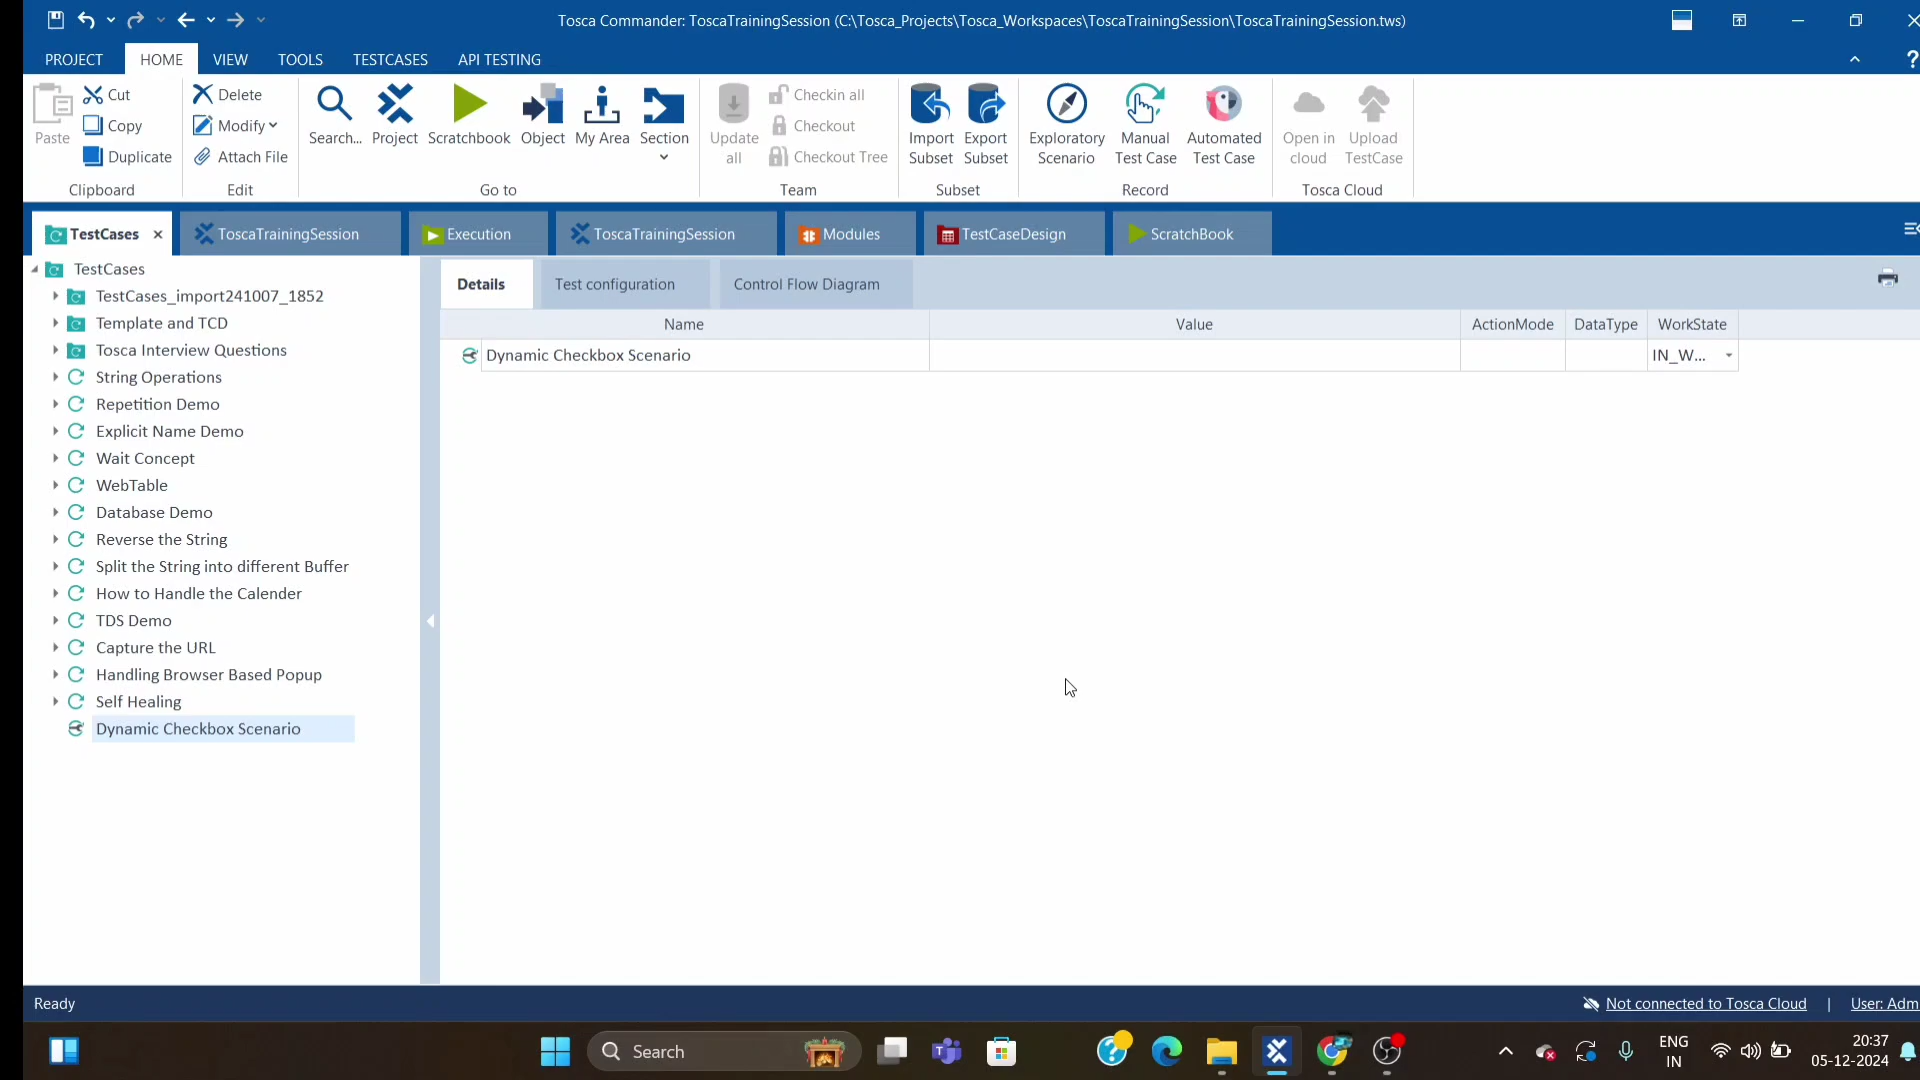 Tosca Commander: ToscaTrainingSession (C:\Tosca_Projects\Tosca_Workspaces\ToscaTrainingSession\ToscaTrainingSession.tws)
PROJECT HOME VIEW TOOLS TESTCASES API TESTING ?
Paste Cut Copy Duplicate
Clipboard
Delete Modify Attach File
Edit
Search... Project Scratchbook Object My Area Section
Go to
Update all Checkin all Checkout Checkout Tree
Team
Import Subset Export Subset
Subset
Exploratory Scenario Manual Test Case Automated Test Case
Record
Open in cloud Upload TestCase
Tosca Cloud
TestCases ToscaTrainingSession Execution ToscaTrainingSession Modules TestCaseDesign ScratchBook
TestCases
TestCases_import241007_1852
Template and TCD
Tosca Interview Questions
String Operations
Repetition Demo
Explicit Name Demo
Wait Concept
WebTable
Database Demo
Reverse the String
Split the String into different Buffer
How to Handle the Calender
TDS Demo
Capture the URL
Handling Browser Based Popup
Self Healing
Dynamic Checkbox Scenario
Details Test configuration Control Flow Diagram
Name Value ActionMode DataType WorkState
Dynamic Checkbox Scenario IN_W...
Ready Not connected to Tosca Cloud | User: Adm
Search ENG IN 20:37 05-12-2024